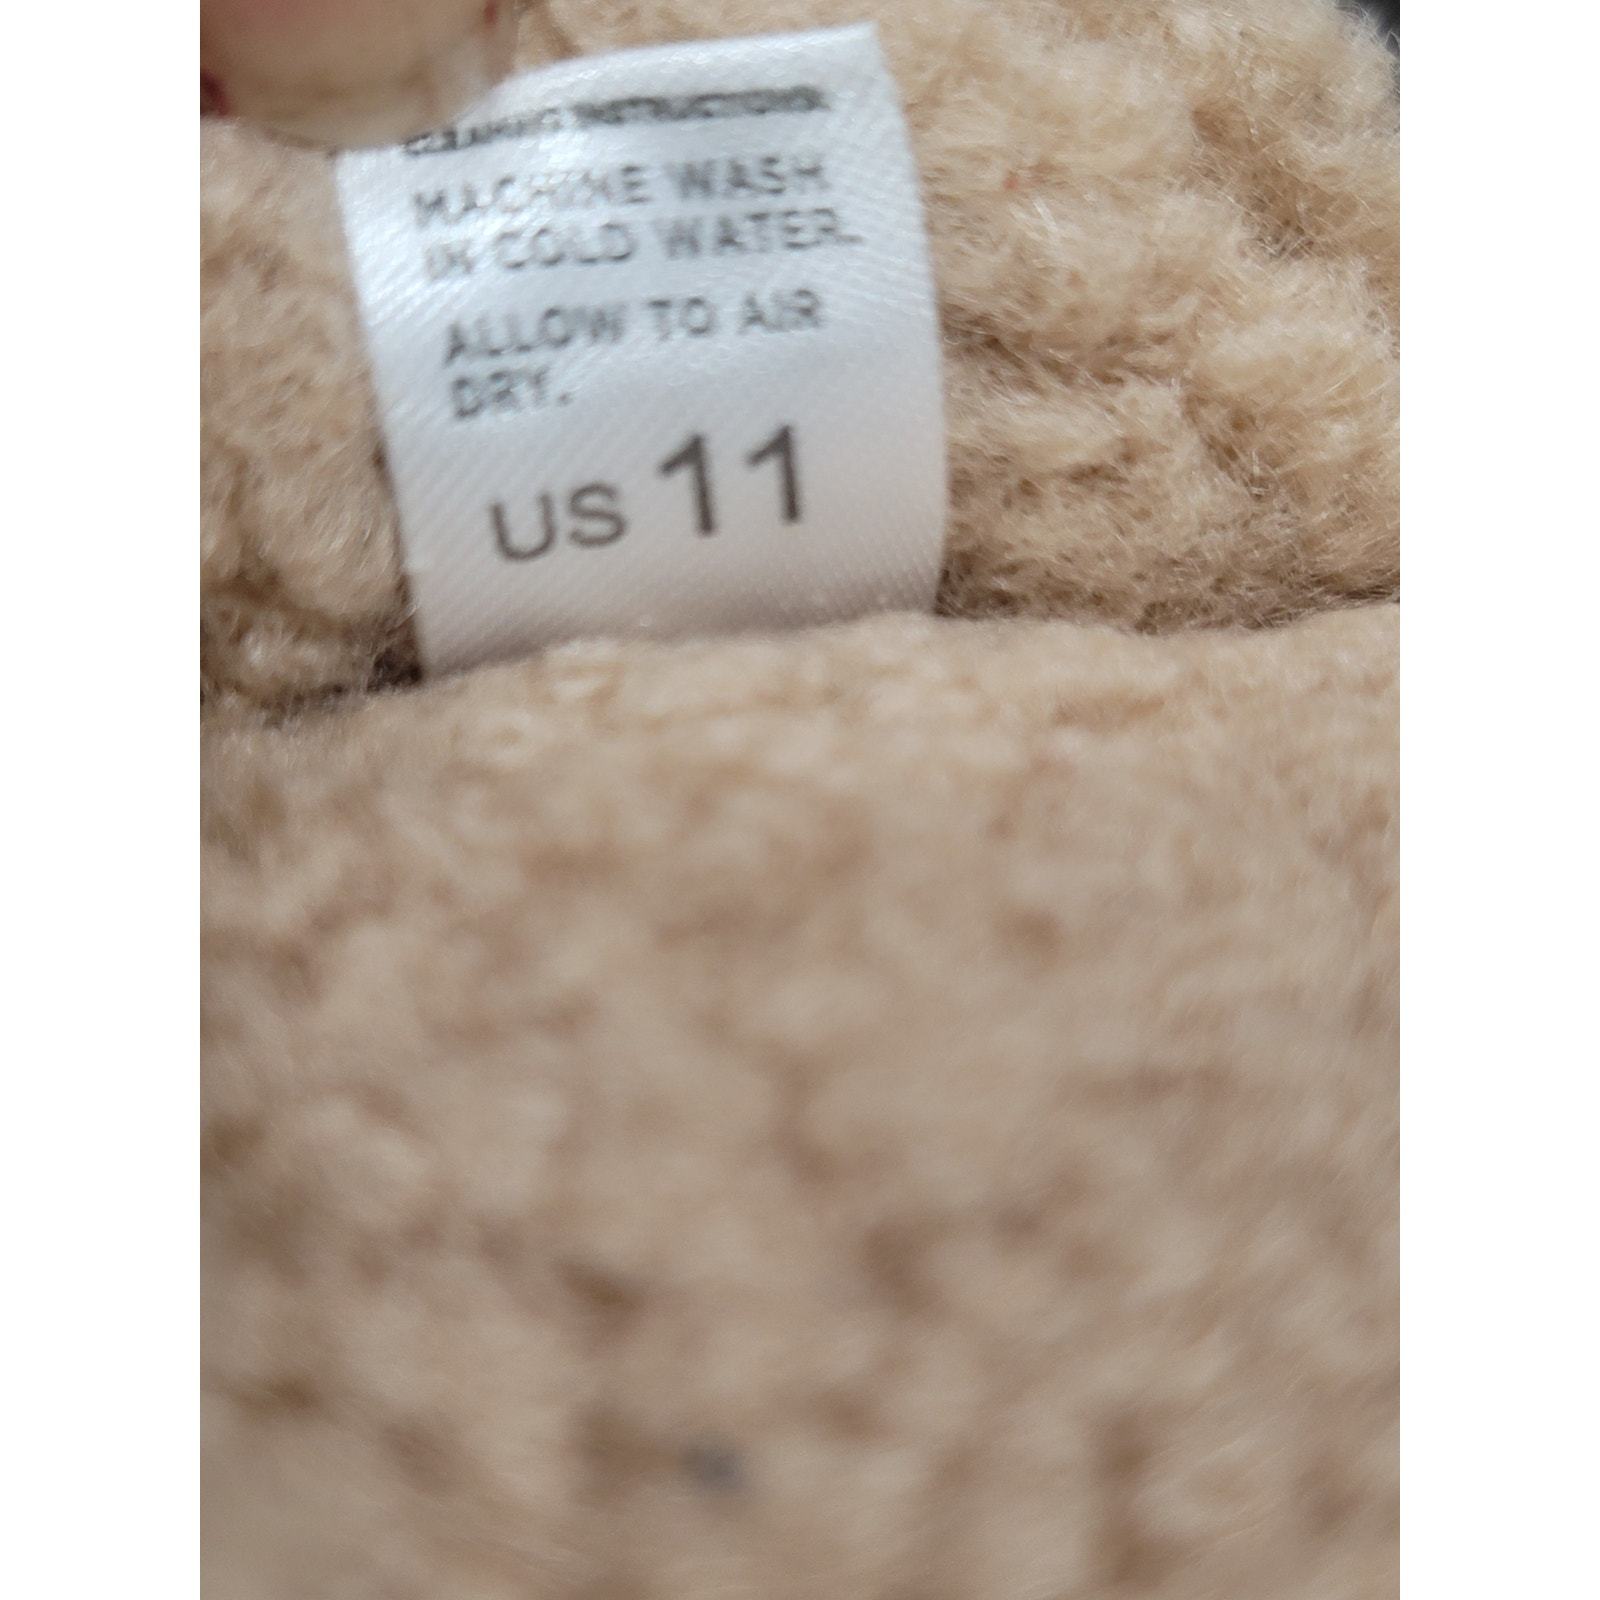 CLEANING INSTRUCTIONS:
MACHINE WASH
IN COLD WATER.
ALLOW TO AIR
DRY.
US 11